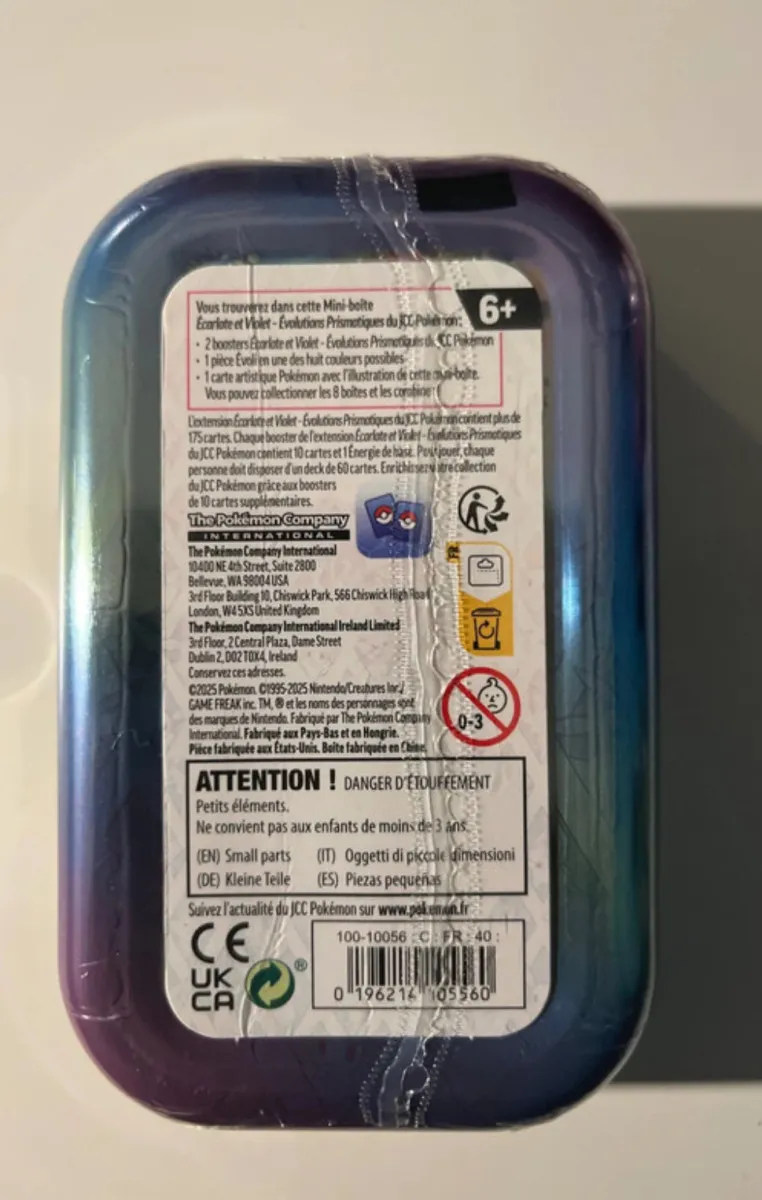 Vous trouverez dans cette Mini-boîte
Écarlate et Violet - Évolutions Prismatiques du JCC Pokémon :
6+
• 2 boosters Écarlate et Violet - Évolutions Prismatiques du JCC Pokémon
• 1 pièce Évoli en une des huit couleurs possibles
• 1 carte artistique Pokémon avec l'illustration de cette mini-boîte.
Vous pouvez collectionner les 8 boîtes et les combiner !
L'extension Écarlate et Violet - Évolutions Prismatiques du JCC Pokémon contient plus de
175 cartes. Chaque booster de l'extension Écarlate et Violet - Évolutions Prismatiques
du JCC Pokémon contient 10 cartes et 1 Énergie de base. Pour jouer, chaque
personne doit disposer d'un deck de 60 cartes. Enrichissez votre collection
du JCC Pokémon grâce aux boosters
de 10 cartes supplémentaires.
The Pokémon Company
INTERNATIONAL
The Pokémon Company International
10400 NE 4th Street, Suite 2800
Bellevue, WA 98004 USA
3rd Floor Building 10, Chiswick Park, 566 Chiswick High Road
London, W4 5XS United Kingdom
The Pokémon Company International Ireland Limited
3rd Floor, 2 Central Plaza, Dame Street
Dublin 2, D02 T0X4, Ireland
Conservez ces adresses.
©2025 Pokémon. ©1995-2025 Nintendo/Creatures Inc./
GAME FREAK inc. TM, ® et les noms des personnages sont
des marques de Nintendo. Fabriqué par The Pokémon Company
International. Fabriqué aux Pays-Bas et en Hongrie.
Pièce fabriquée aux États-Unis. Boîte fabriquée en Chine.
FR
0-3
ATTENTION ! DANGER D'ÉTOUFFEMENT
Petits éléments.
Ne convient pas aux enfants de moins de 3 ans.
(EN) Small parts (IT) Oggetti di piccole dimensioni
(DE) Kleine Teile (ES) Piezas pequeñas
Suivez l'actualité du JCC Pokémon sur www.pokemon.fr
CE
UK
CA
®
100-10056 : C : FR : 40 :
0 196214 105560